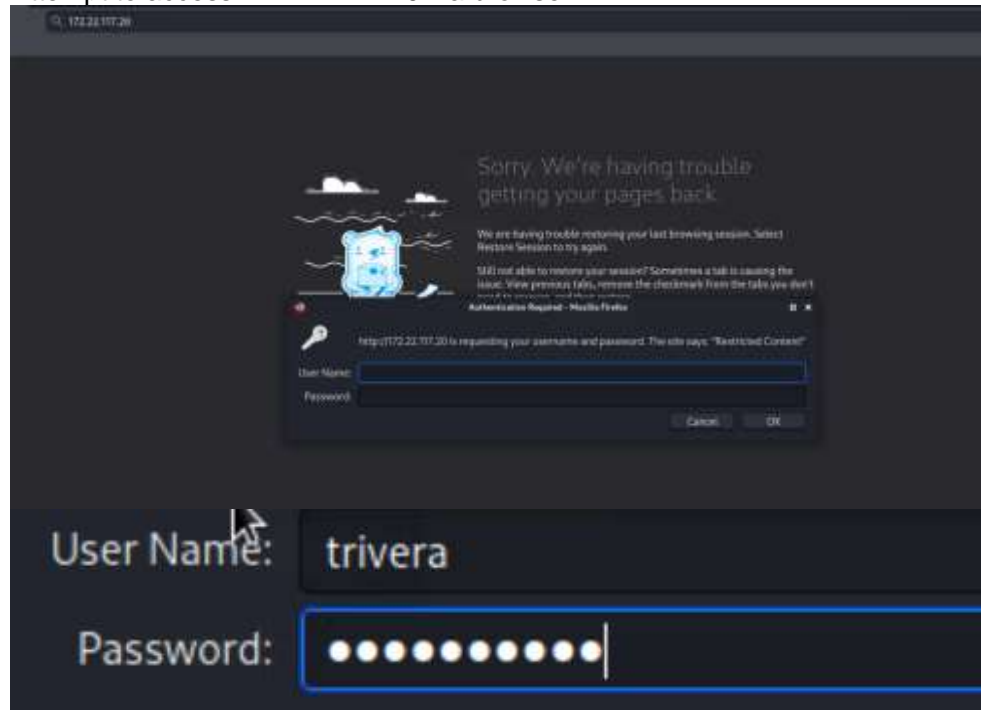 172.22.117.20
Sorry. We're having trouble
getting your pages back.
We are having trouble restoring your last browsing session. Select
Restore Session to try again.
Still not able to restore your session? Sometimes a tab is causing the
issue. View previous tabs, remove the checkmark from the tabs you don't
Authentication Required - Mozilla Firefox
http://172.22.117.20 is requesting your username and password. The site says: "Restricted Content"
User Name:
Password:
Cancel
OK
User Name:
trivera
Password: